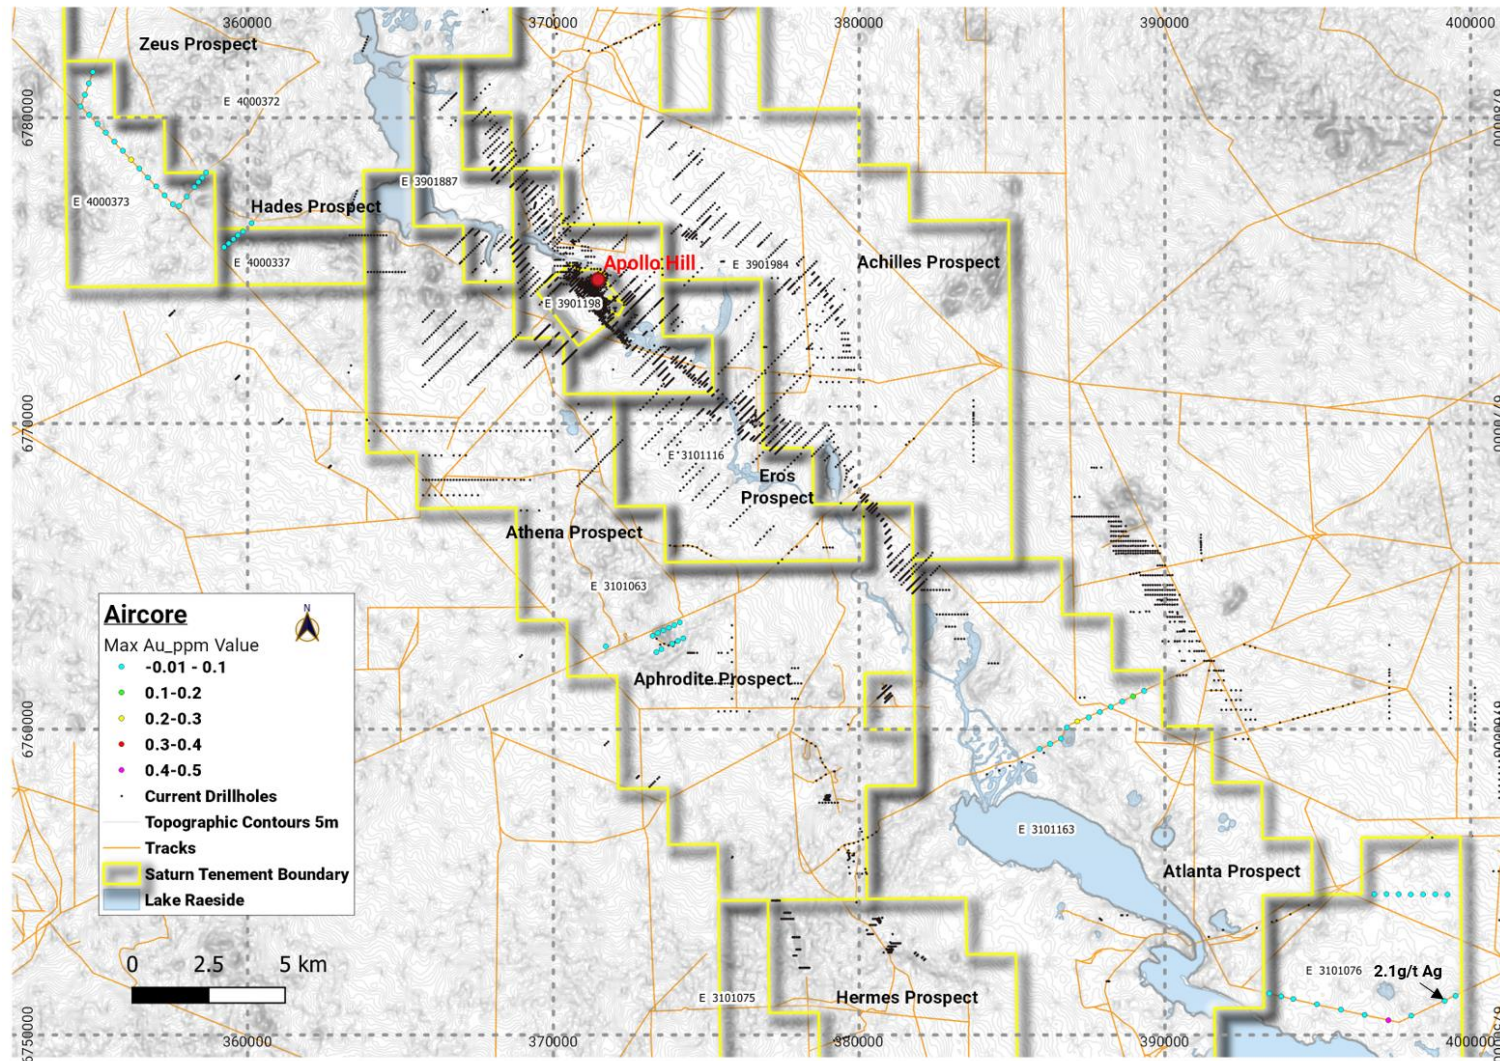 360000
370000
380000
390000
400000
Zeus Prospect
E 4000372
6780000
6780000
E 3901887
E 4000373
Hades Prospect
E 4000337
Apollo Hill
E 3901984
Achilles Prospect
E 3901198
6770000
6770000
E 3101116
Eros
Prospect
Athena Prospect
E 3101063
Aircore
N
Max Au_ppm Value
-0.01 - 0.1
0.1-0.2
0.2-0.3
0.3-0.4
0.4-0.5
Current Drillholes
Topographic Contours 5m
Tracks
Saturn Tenement Boundary
Lake Raeside
Aphrodite Prospect
6760000
6760000
E 3101163
Atlanta Prospect
0 2.5 5 km
E 3101076
2.1g/t Ag
E 3101075
Hermes Prospect
6750000
360000
370000
380000
390000
400000